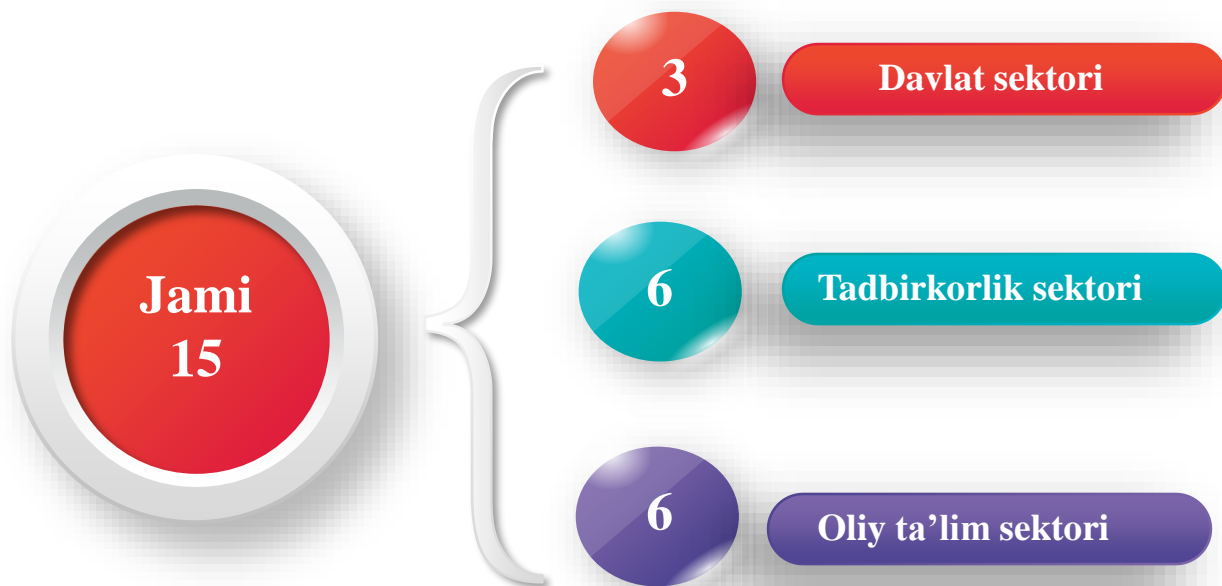 Jami
15
3
Davlat sektori
6
Tadbirkorlik sektori
6
Oliy ta’lim sektori